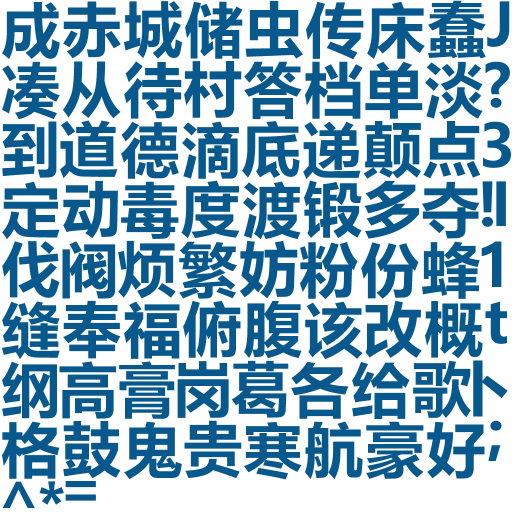 成赤城储虫传床蠢J
凑从待村答档单淡?
到道德滴底递颠点3
定动毒度渡锻多夺!I
伐阀烦繁妨粉份蜂1
缝奉福俯腹该改概t
纲高膏岗葛各给歌卜
格鼓鬼贵寒航豪好;
^*=